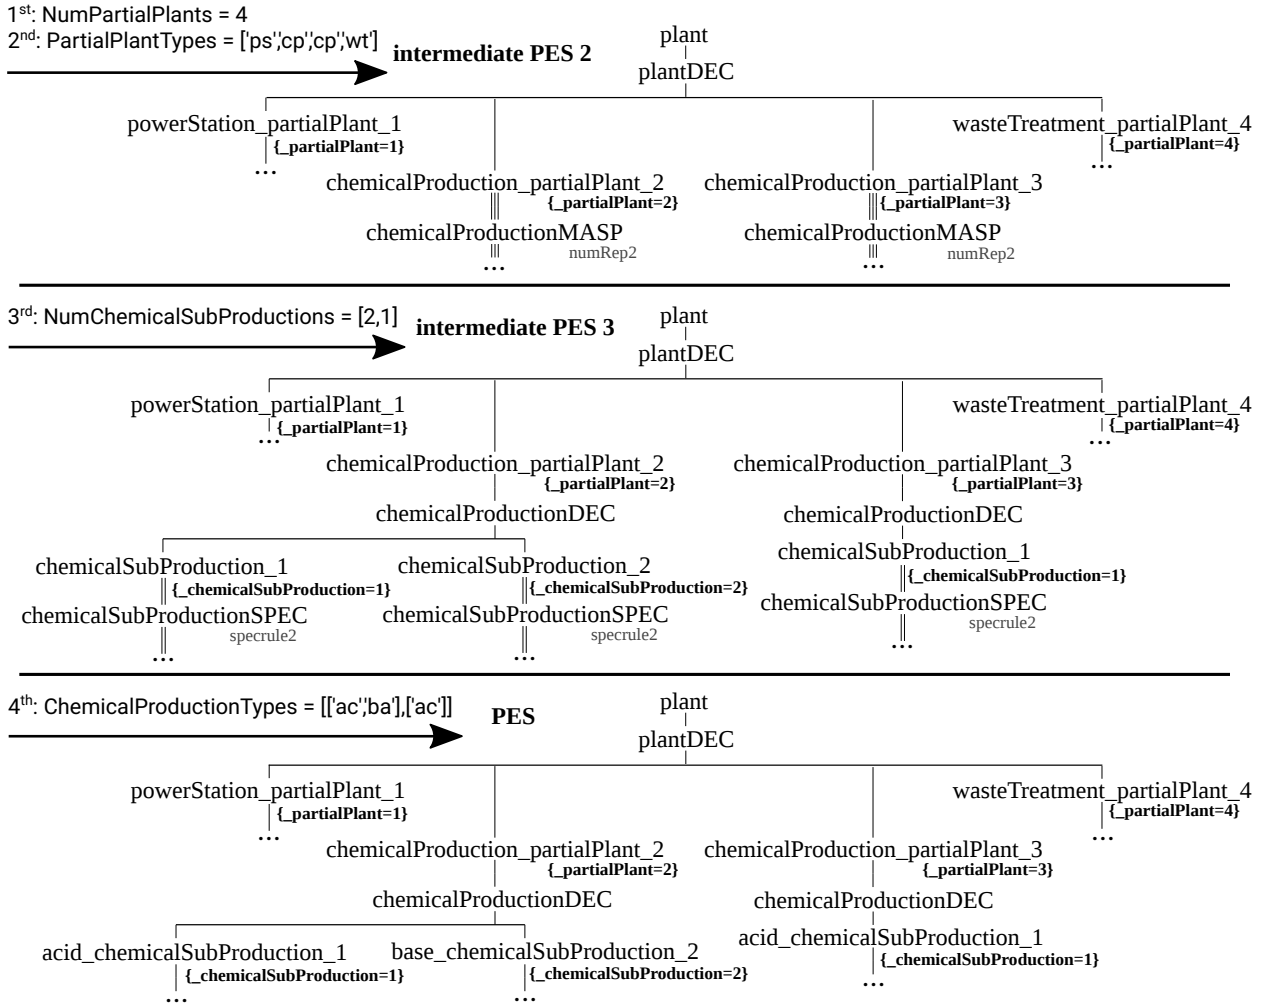 1st: NumPartialPlants = 4
2nd: PartialPlantTypes = ['ps','cp','cp','wt']
intermediate PES 2
plant
plantDEC
powerStation_partialPlant_1
{_partialPlant=1}
...
wasteTreatment_partialPlant_4
{_partialPlant=4}
...
chemicalProduction_partialPlant_2
{_partialPlant=2}
chemicalProductionMASP
numRep2
...
chemicalProduction_partialPlant_3
{_partialPlant=3}
chemicalProductionMASP
numRep2
...
3rd: NumChemicalSubProductions = [2,1]
intermediate PES 3
plant
plantDEC
powerStation_partialPlant_1
{_partialPlant=1}
...
wasteTreatment_partialPlant_4
{_partialPlant=4}
...
chemicalProduction_partialPlant_2
{_partialPlant=2}
chemicalProductionDEC
chemicalSubProduction_1
{_chemicalSubProduction=1}
chemicalSubProductionSPEC
specrule2
...
chemicalSubProduction_2
{_chemicalSubProduction=2}
chemicalSubProductionSPEC
specrule2
...
chemicalProduction_partialPlant_3
{_partialPlant=3}
chemicalProductionDEC
chemicalSubProduction_1
{_chemicalSubProduction=1}
chemicalSubProductionSPEC
specrule2
...
4th: ChemicalProductionTypes = [['ac','ba'],['ac']]
PES
plant
plantDEC
powerStation_partialPlant_1
{_partialPlant=1}
...
wasteTreatment_partialPlant_4
{_partialPlant=4}
...
chemicalProduction_partialPlant_2
{_partialPlant=2}
chemicalProductionDEC
acid_chemicalSubProduction_1
{_chemicalSubProduction=1}
...
base_chemicalSubProduction_2
{_chemicalSubProduction=2}
...
chemicalProduction_partialPlant_3
{_partialPlant=3}
chemicalProductionDEC
acid_chemicalSubProduction_1
{_chemicalSubProduction=1}
...